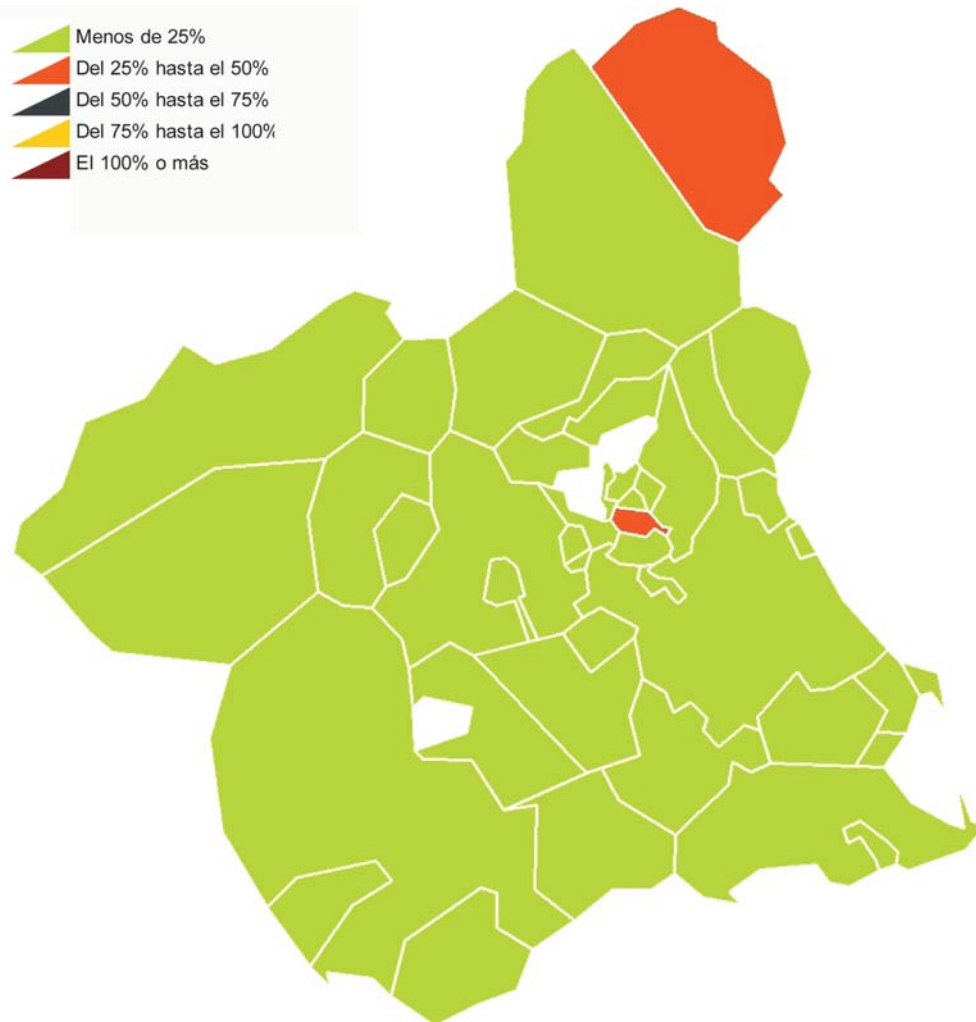 Menos de 25%
Del 25% hasta el 50%
Del 50% hasta el 75%
Del 75% hasta el 100%
El 100% o más